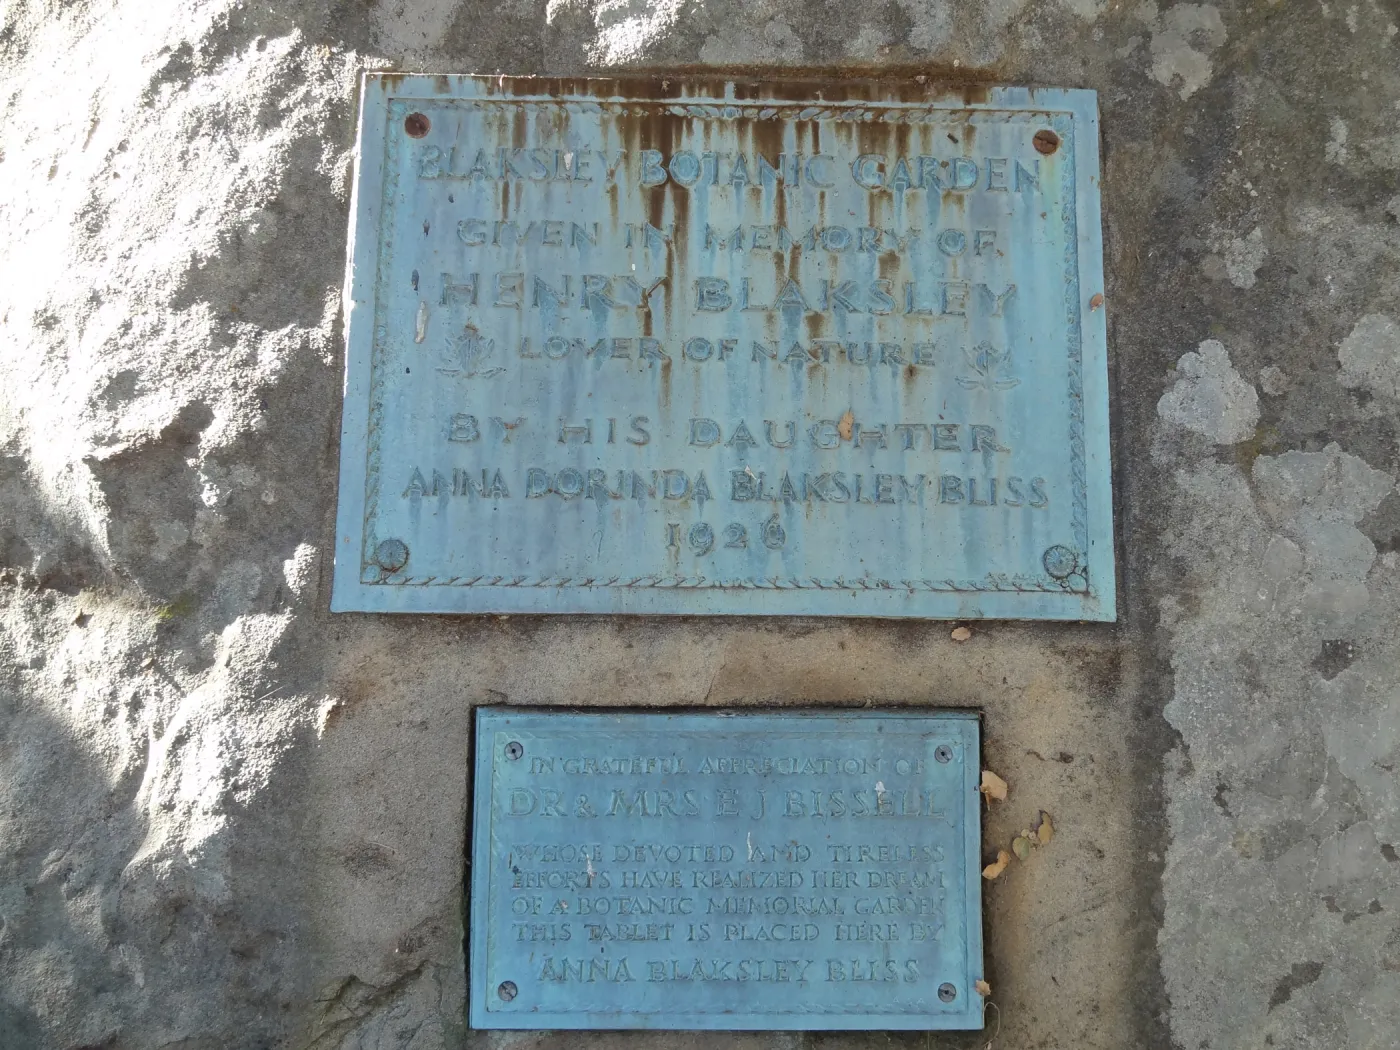 BLAKSLEY BOTANIC GARDEN
GIVEN IN MEMORY OF
HENRY BLAKSLEY
LOVER OF NATURE
BY HIS DAUGHTER
ANNA DORINDA BLAKSLEY BLISS
1926
IN GRATEFUL APPRECIATION OF
DR & MRS E J BISSELL
WHOSE DEVOTED AND TIRELESS
EFFORTS HAVE REALIZED HER DREAM
OF A BOTANIC MEMORIAL GARDEN
THIS TABLET IS PLACED HERE BY
ANNA BLAKSLEY BLISS